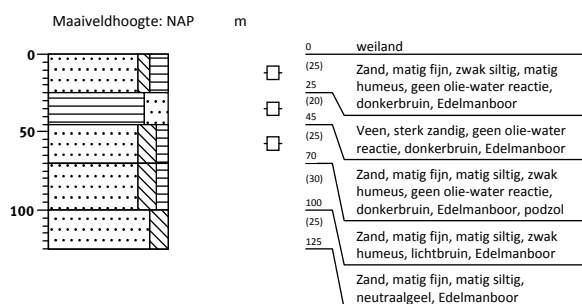 Maaiveldhoogte: NAP m
0
50
100
0 weiland
(25)
25
Zand, matig fijn, zwak siltig, matig
humeus, geen olie-water reactie,
donkerbruin, Edelmanboor
(20)
45
Veen, sterk zandig, geen olie-water
reactie, donkerbruin, Edelmanboor
(25)
70
Zand, matig fijn, matig siltig, zwak
humeus, geen olie-water reactie,
donkerbruin, Edelmanboor, podzol
(30)
100
Zand, matig fijn, matig siltig, zwak
humeus, lichtbruin, Edelmanboor
(25)
125
Zand, matig fijn, matig siltig,
neutraalgeel, Edelmanboor